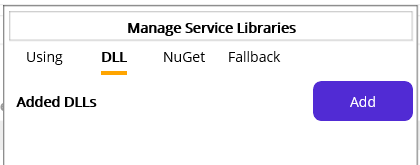 Manage Service Libraries
Using DLL NuGet Fallback
Added DLLs Add